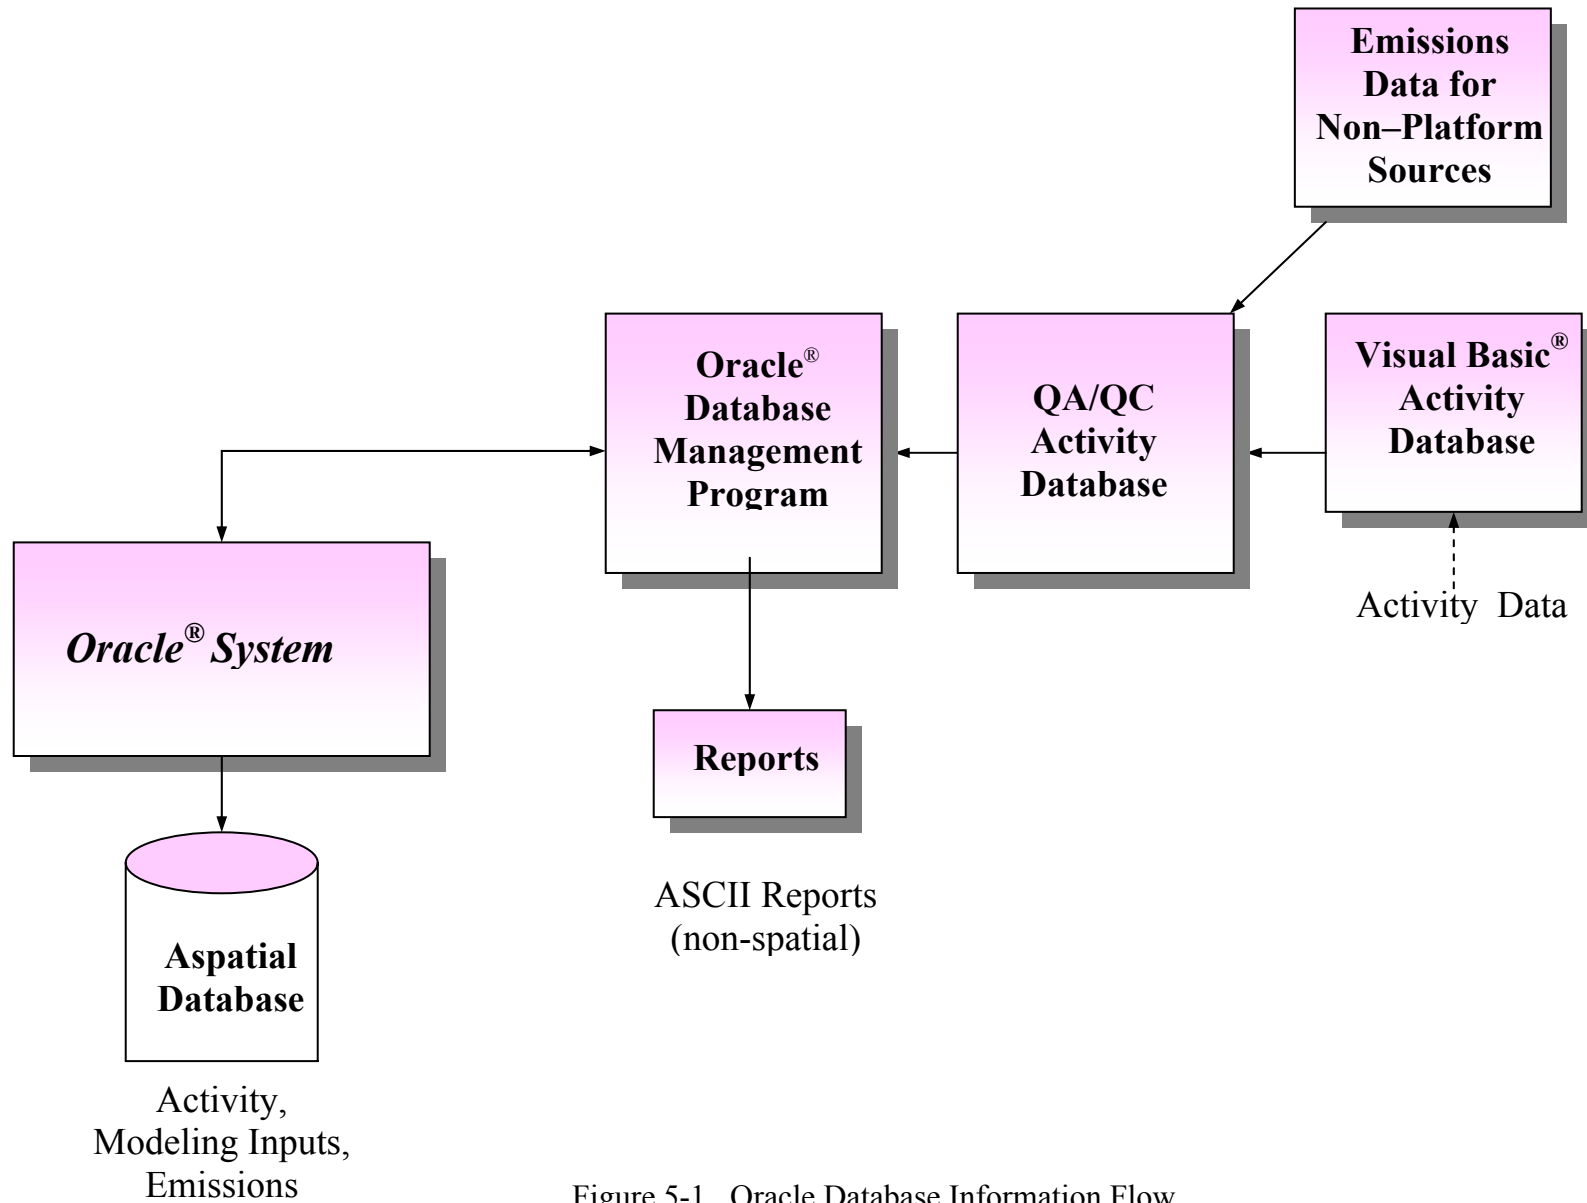 Emissions
Data for
Non–Platform
Sources
Oracle®
Database
Management
Program
QA/QC
Activity
Database
Visual Basic®
Activity
Database
Activity Data
Oracle® System
Reports
ASCII Reports
(non-spatial)
Aspatial
Database
Activity,
Modeling Inputs,
Emissions
Figure 5-1. Oracle Database Information Flow